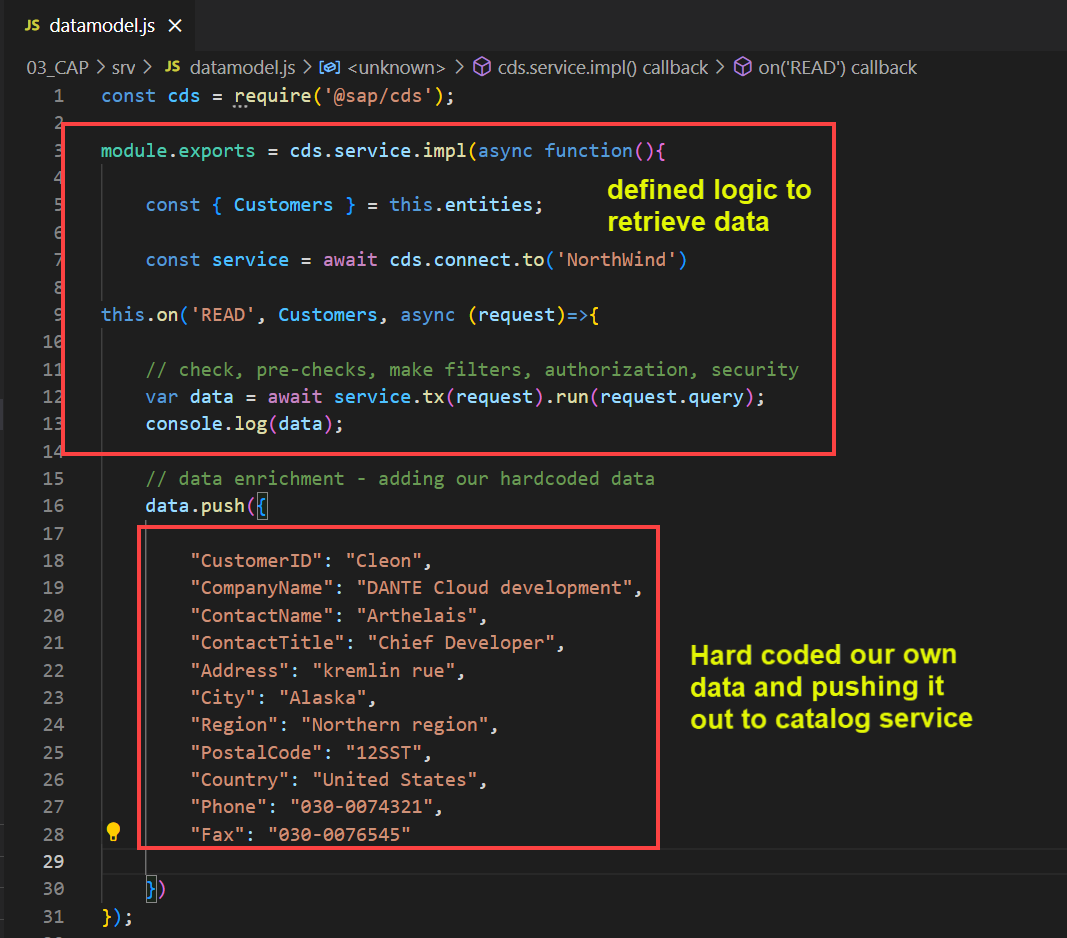 JS datamodel.js ×
03_CAP > srv > JS datamodel.js > <unknown> > cds.service.impl() callback > on('READ') callback
1 const cds = require('@sap/cds');
2
3 module.exports = cds.service.impl(async function(){
4
5 const { Customers } = this.entities;
6
7 const service = await cds.connect.to('NorthWind')
8
9 this.on('READ', Customers, async (request)=>{
10
11 // check, pre-checks, make filters, authorization, security
12 var data = await service.tx(request).run(request.query);
13 console.log(data);
14
defined logic to
retrieve data
15 // data enrichment - adding our hardcoded data
16 data.push({
17
18 "CustomerID": "Cleon",
19 "CompanyName": "DANTE Cloud development",
20 "ContactName": "Arthelais",
21 "ContactTitle": "Chief Developer",
22 "Address": "kremlin rue",
23 "City": "Alaska",
24 "Region": "Northern region",
25 "PostalCode": "12SST",
26 "Country": "United States",
27 "Phone": "030-0074321",
28 "Fax": "030-0076545"
29
30 })
31 });
Hard coded our own
data and pushing it
out to catalog service